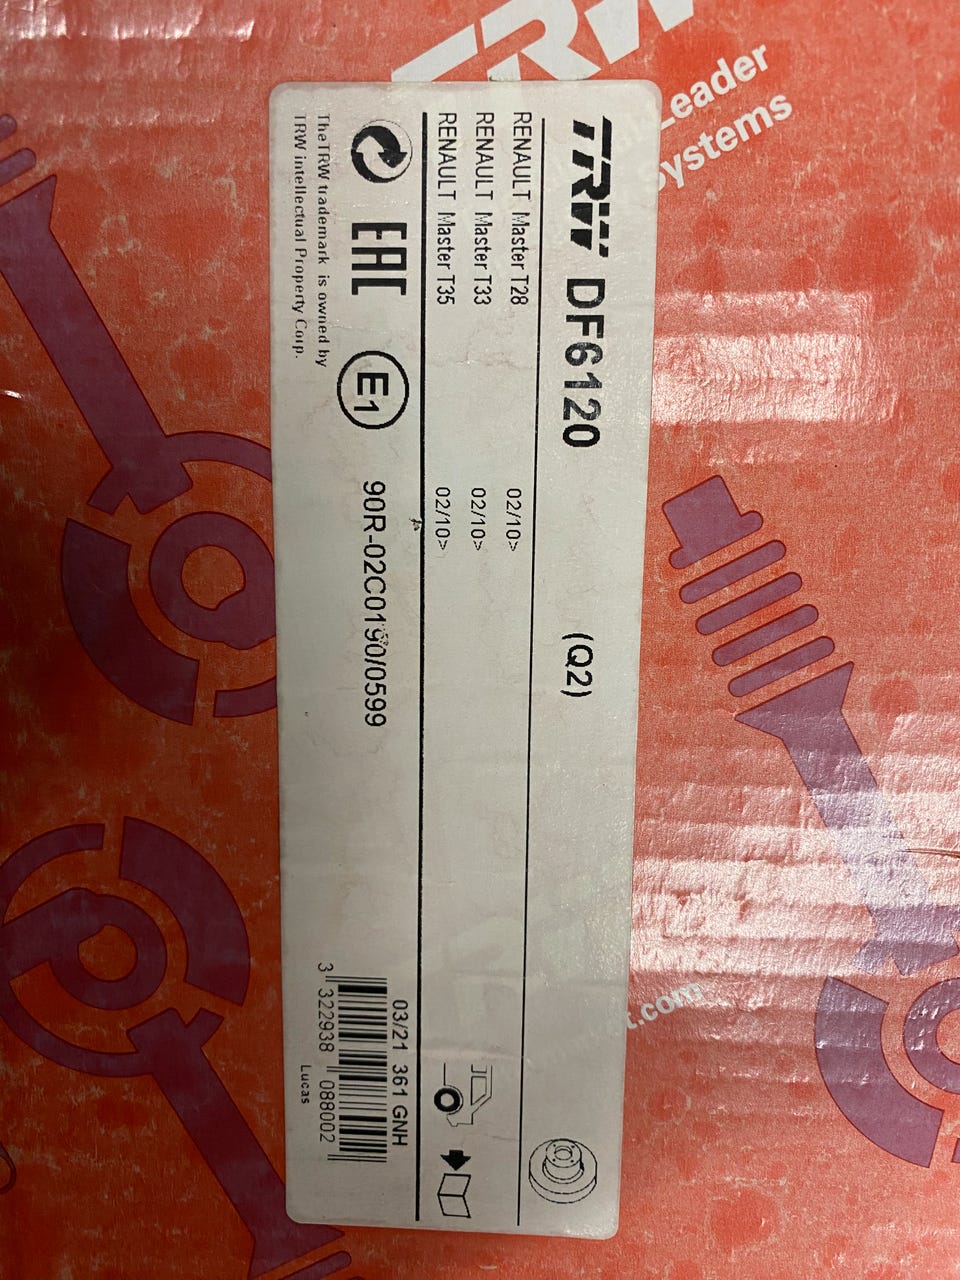 TRW
Leader
Systems
TRW DF6120 (Q2)
RENAULT Master T28 02/10>
RENAULT Master T33 02/10>
RENAULT Master T35 02/10>
EAC E1 90R-02C0190/0599
03/21 361 GNH
3 322938 088002
Lucas
TheTRW trademark is owned by
TRW intellectual Property Corp.
t.com